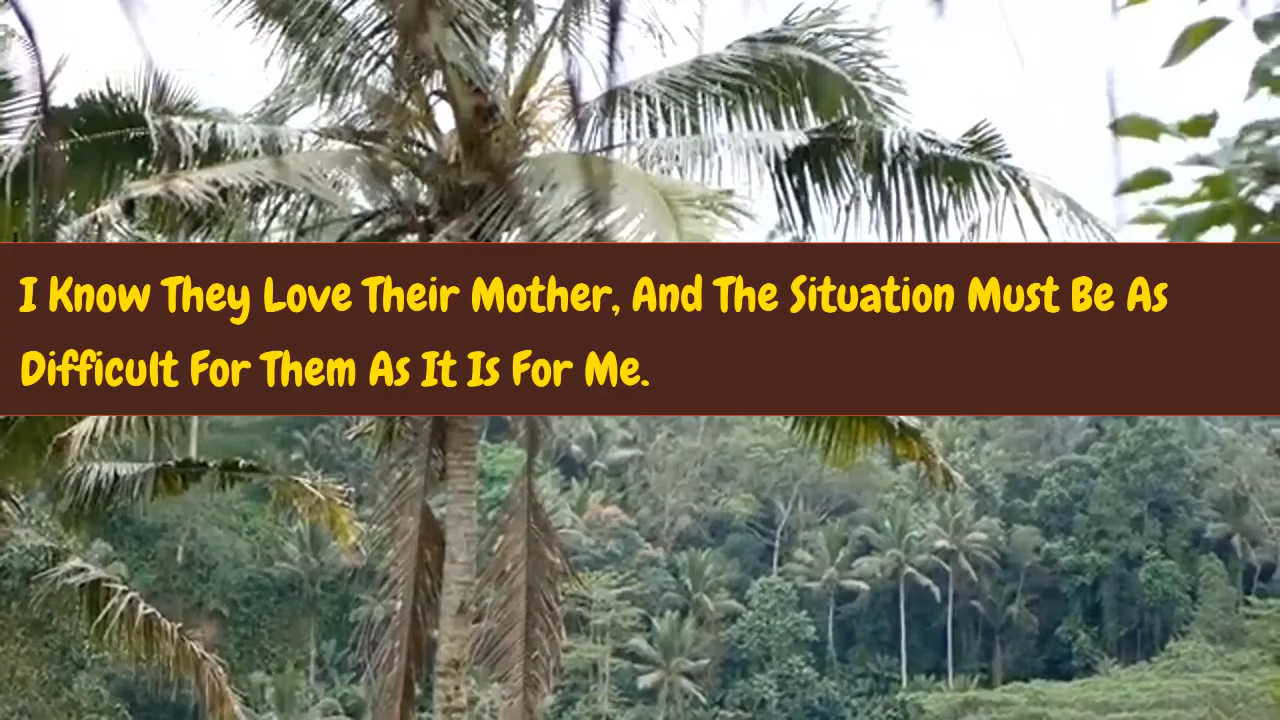 I Know They Love Their Mother, And The Situation Must Be As
Difficult For Them As It Is For Me.